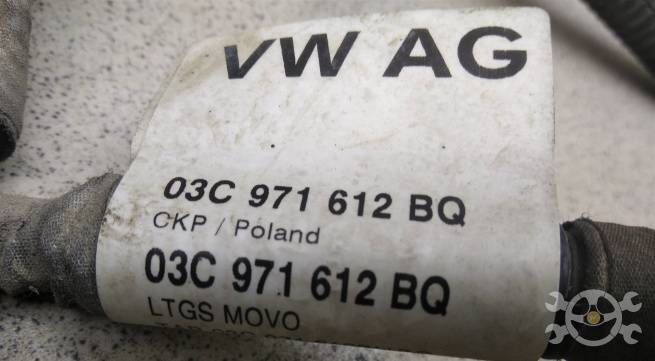 VW AG
03C 971 612 BQ
CKP / Poland
03C 971 612 BQ
LTGS MOVO